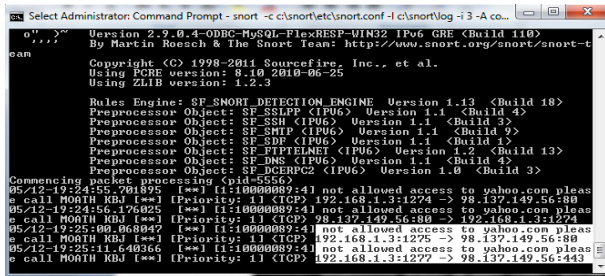 Select Administrator: Command Prompt - snort -c c:\snort\etc\snort.conf -l c:\snort\log -i 3 -A co...
o"  )~   Version 2.9.0.4-ODBC-MySQL-FlexRESP-WIN32 IPv6 GRE (Build 110)
''''     By Martin Roesch & The Snort Team: http://www.snort.org/snort/snort-t
eam
Copyright (C) 1998-2011 Sourcefire, Inc., et al.
Using PCRE version: 8.10 2010-06-25
Using ZLIB version: 1.2.3
Rules Engine: SF_SNORT_DETECTION_ENGINE  Version 1.13  <Build 18>
Preprocessor Object: SF_SSLPP (IPV6)  Version 1.1  <Build 4>
Preprocessor Object: SF_SSH (IPV6)  Version 1.1  <Build 3>
Preprocessor Object: SF_SMTP (IPV6)  Version 1.1  <Build 9>
Preprocessor Object: SF_SDF (IPV6)  Version 1.1  <Build 1>
Preprocessor Object: SF_FTPTELNET (IPV6)  Version 1.2  <Build 13>
Preprocessor Object: SF_DNS (IPV6)  Version 1.1  <Build 4>
Preprocessor Object: SF_DCERPC2 (IPV6)  Version 1.0  <Build 3>
Commencing packet processing (pid=5556)
05/12-19:24:55.701895  [**] [1:10000089:4] not allowed access to yahoo.com pleas
e call MOATH KBJ [**] [Priority: 1] {TCP} 192.168.1.3:1274 -> 98.137.149.56:80
05/12-19:24:56.176025  [**] [1:10000089:4] not allowed access to yahoo.com pleas
e call MOATH KBJ [**] [Priority: 1] {TCP} 98.137.149.56:80 -> 192.168.1.3:1274
05/12-19:25:00.068047  [**] [1:10000089:4] not allowed access to yahoo.com pleas
e call MOATH KBJ [**] [Priority: 1] {TCP} 192.168.1.3:1275 -> 98.137.149.56:80
05/12-19:25:11.640366  [**] [1:10000089:4] not allowed access to yahoo.com pleas
e call MOATH KBJ [**] [Priority: 1] {TCP} 192.168.1.3:1277 -> 98.137.149.56:443